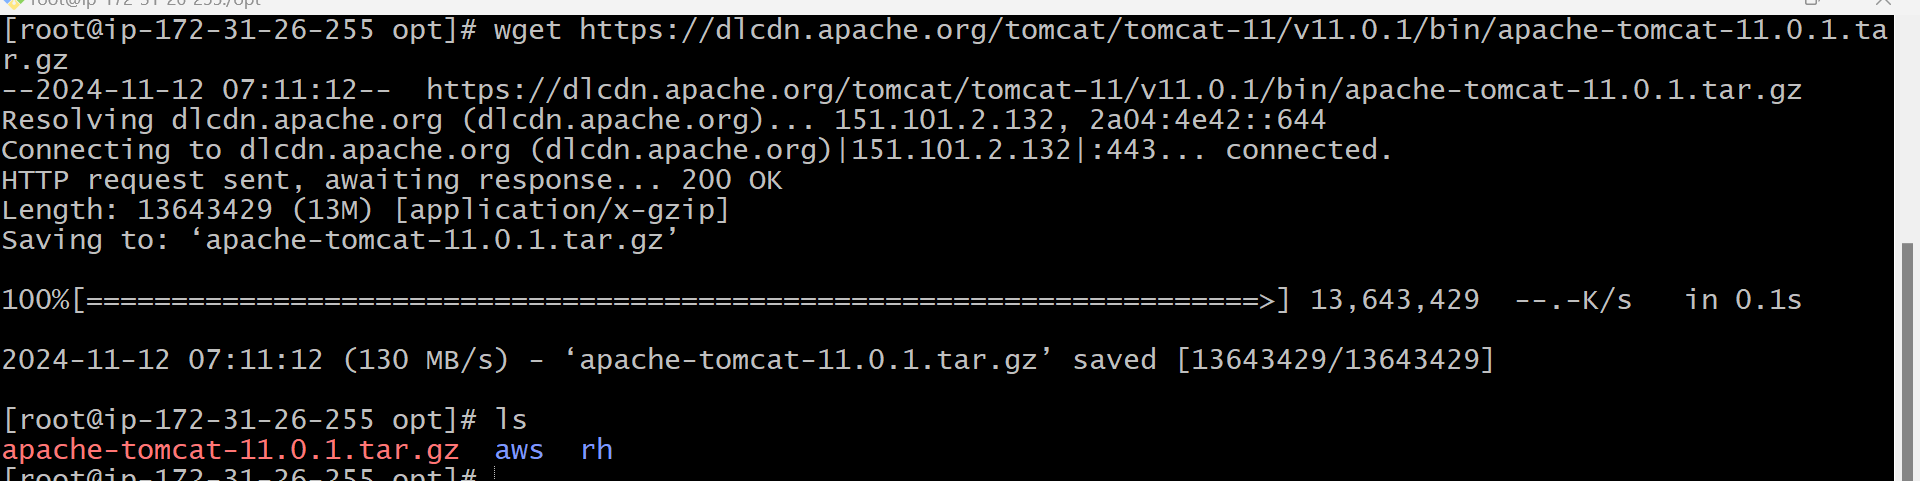 [root@ip-172-31-26-255 opt]# wget https://dlcdn.apache.org/tomcat/tomcat-11/v11.0.1/bin/apache-tomcat-11.0.1.ta
r.gz
--2024-11-12 07:11:12--  https://dlcdn.apache.org/tomcat/tomcat-11/v11.0.1/bin/apache-tomcat-11.0.1.tar.gz
Resolving dlcdn.apache.org (dlcdn.apache.org)... 151.101.2.132, 2a04:4e42::644
Connecting to dlcdn.apache.org (dlcdn.apache.org)|151.101.2.132|:443... connected.
HTTP request sent, awaiting response... 200 OK
Length: 13643429 (13M) [application/x-gzip]
Saving to: ‘apache-tomcat-11.0.1.tar.gz’
100%[=====================================================================>] 13,643,429  --.-K/s   in 0.1s
2024-11-12 07:11:12 (130 MB/s) - ‘apache-tomcat-11.0.1.tar.gz’ saved [13643429/13643429]
[root@ip-172-31-26-255 opt]# ls
apache-tomcat-11.0.1.tar.gz  aws  rh
[root@ip-172-31-26-255 opt]#